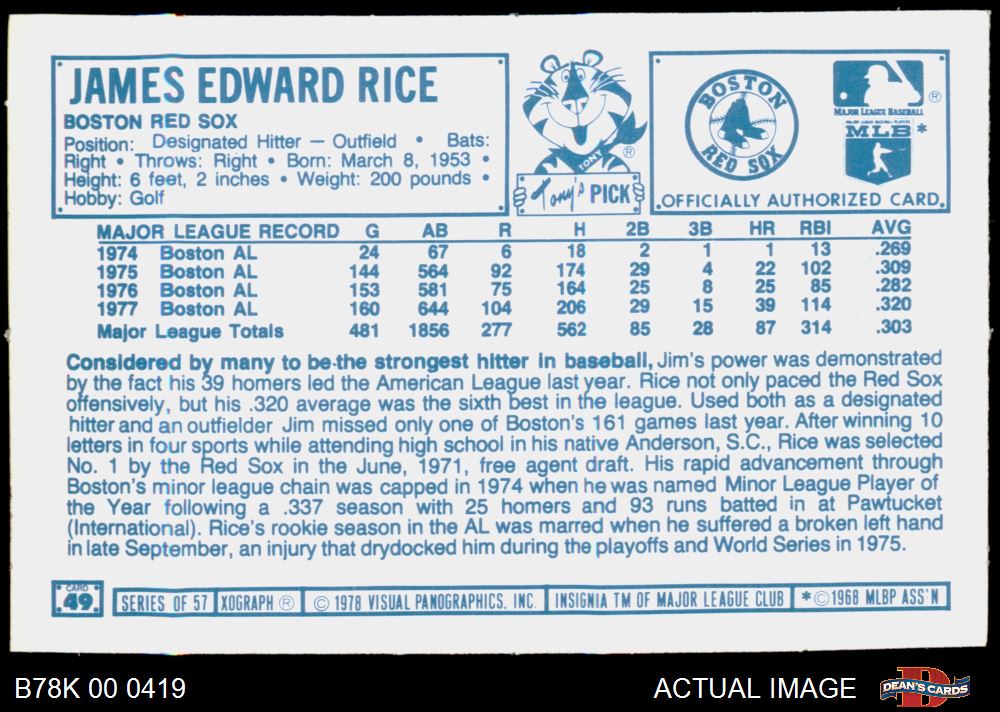 JAMES EDWARD RICE
BOSTON RED SOX
Position: Designated Hitter — Outfield • Bats:
Right • Throws: Right • Born: March 8, 1953 •
Height: 6 feet, 2 inches • Weight: 200 pounds •
Hobby: Golf
TONY ®
Tony's PICK
BOSTON
RED SOX
®
MAJOR LEAGUE BASEBALL
MAJOR LEAGUE BASEBALL PLAYERS
MLB *
OFFICIALLY AUTHORIZED CARD
MAJOR LEAGUE RECORD G AB R H 2B 3B HR RBI AVG
1974 Boston AL 24 67 6 18 2 1 1 13 .269
1975 Boston AL 144 564 92 174 29 4 22 102 .309
1976 Boston AL 153 581 75 164 25 8 25 85 .282
1977 Boston AL 160 644 104 206 29 15 39 114 .320
Major League Totals 481 1856 277 562 85 28 87 314 .303
Considered by many to be the strongest hitter in baseball, Jim's power was demonstrated
by the fact his 39 homers led the American League last year. Rice not only paced the Red Sox
offensively, but his .320 average was the sixth best in the league. Used both as a designated
hitter and an outfielder Jim missed only one of Boston's 161 games last year. After winning 10
letters in four sports while attending high school in his native Anderson, S.C., Rice was selected
No. 1 by the Red Sox in the June, 1971, free agent draft. His rapid advancement through
Boston's minor league chain was capped in 1974 when he was named Minor League Player of
the Year following a .337 season with 25 homers and 93 runs batted in at Pawtucket
(International). Rice's rookie season in the AL was marred when he suffered a broken left hand
in late September, an injury that drydocked him during the playoffs and World Series in 1975.
CARD
49
SERIES OF 57 XOGRAPH ® © 1978 VISUAL PANOGRAPHICS, INC. INSIGNIA TM OF MAJOR LEAGUE CLUB *©1968 MLBP ASS'N
B78K 00 0419
ACTUAL IMAGE
D
DEAN'S CARDS